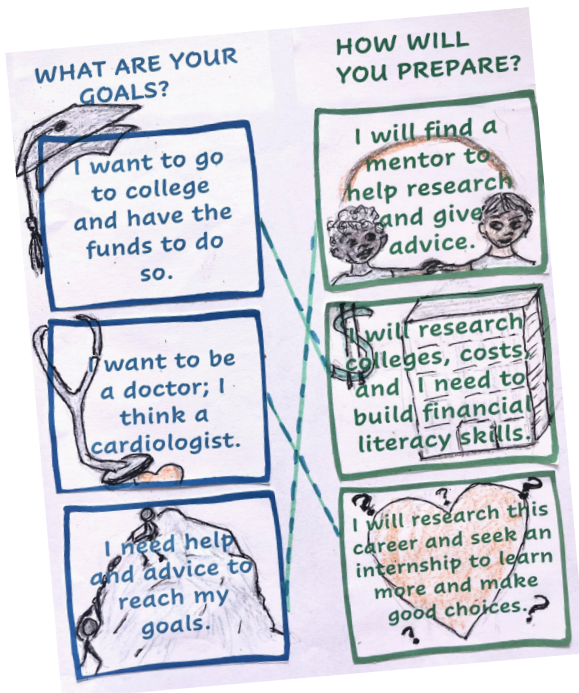 WHAT ARE YOUR
GOALS?
I want to go
to college
and have the
funds to do
so.
I want to be
a doctor; I
think a
cardiologist.
I need help
and advice to
reach my
goals.
HOW WILL
YOU PREPARE?
I will find a
mentor to
help research
and give
advice.
$
I will research
colleges, costs,
and I need to
build financial
literacy skills.
? ? ?
I will research this
career and seek an
internship to learn
more and make
good choices.
? ?